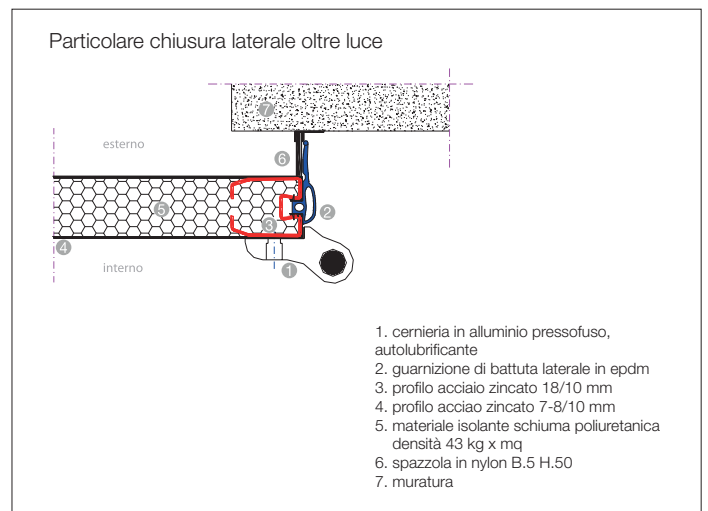 Particolare chiusura laterale oltre luce
7
esterno
6
5
2
3
4
interno
1
1. cernieria in alluminio pressofuso,
autolubrificante
2. guarnizione di battuta laterale in epdm
3. profilo acciaio zincato 18/10 mm
4. profilo acciao zincato 7-8/10 mm
5. materiale isolante schiuma poliuretanica
densità 43 kg x mq
6. spazzola in nylon B.5 H.50
7. muratura